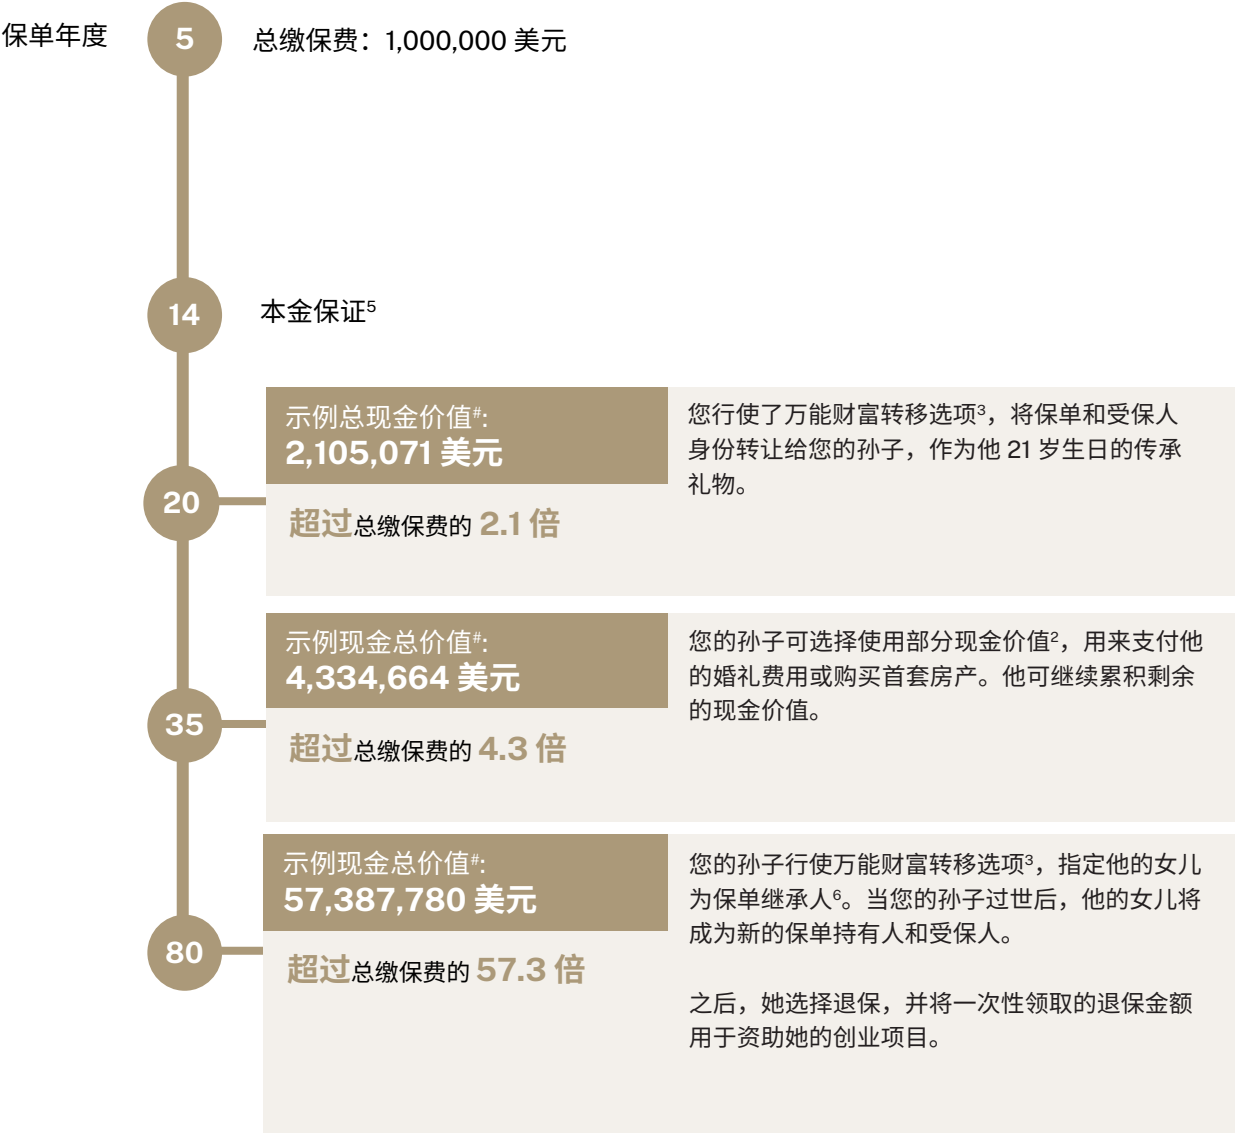 保单年度
5
总缴保费：1,000,000 美元
14
本金保证⁵
20
示例总现金价值#:
2,105,071 美元
超过总缴保费的 2.1 倍
您行使了万能财富转移选项³，将保单和受保人
身份转让给您的孙子，作为他 21 岁生日的传承
礼物。
35
示例现金总价值#:
4,334,664 美元
超过总缴保费的 4.3 倍
您的孙子可选择使用部分现金价值²，用来支付他
的婚礼费用或购买首套房产。他可继续累积剩余
的现金价值。
80
示例现金总价值#:
57,387,780 美元
超过总缴保费的 57.3 倍
您的孙子行使万能财富转移选项³，指定他的女儿
为保单继承人⁶。当您的孙子过世后，他的女儿将
成为新的保单持有人和受保人。
之后，她选择退保，并将一次性领取的退保金额
用于资助她的创业项目。